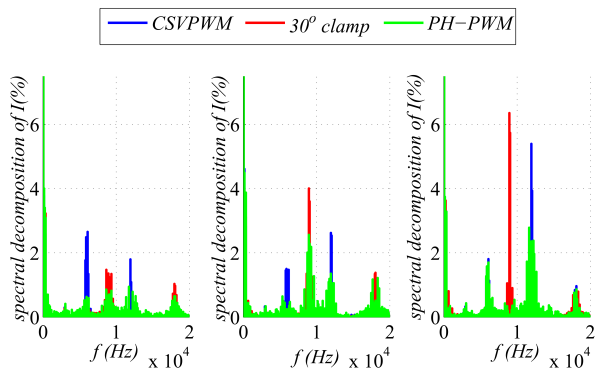 CSVPWM 30° clamp PH-PWM
spectral decomposition of I(%)
6
4
2
0
0 1 2
f (Hz) x 10⁴
spectral decomposition of I(%)
6
4
2
0
0 1 2
f (Hz) x 10⁴
spectral decomposition of I(%)
6
4
2
0
0 1 2
f (Hz) x 10⁴